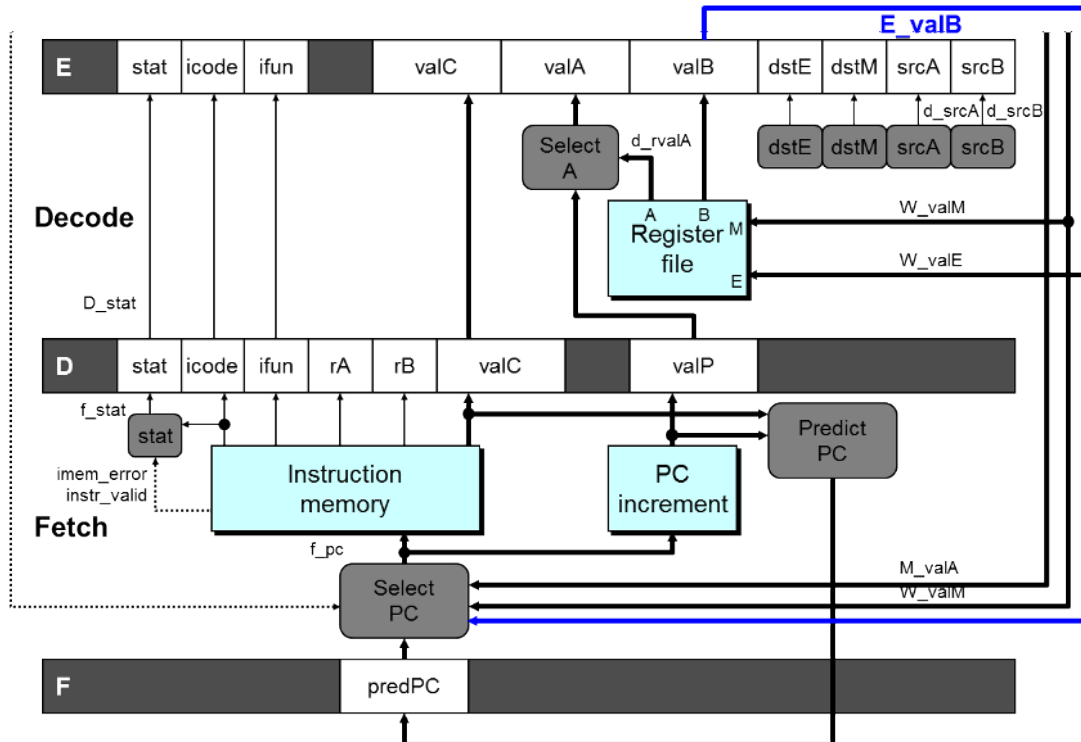 E_valB
E stat icode ifun valC valA valB dstE dstM srcA srcB
d_srcA d_srcB
Select
A
d_rvalA
dstE dstM srcA srcB
Decode
A B M
Register
file
E
W_valM
W_valE
D_stat
D stat icode ifun rA rB valC valP
f_stat
stat
Predict
PC
imem_error
instr_valid
Instruction
memory
PC
increment
Fetch
f_pc
M_valA
W_valM
Select
PC
F predPC